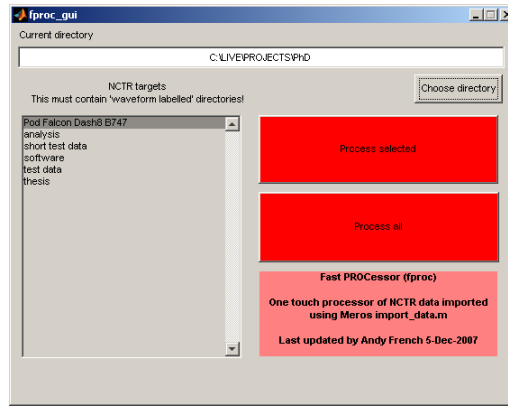 fproc_gui
Current directory
C:\LIVE\PROJECTS\PhD
NCTR targets
This must contain 'waveform labelled' directories!
Choose directory
Pod Falcon Dash8 B747
analysis
short test data
software
test data
thesis
Process selected
Process all
Fast PROCessor (fproc)
One touch processor of NCTR data imported
using Meros import_data.m
Last updated by Andy French 5-Dec-2007